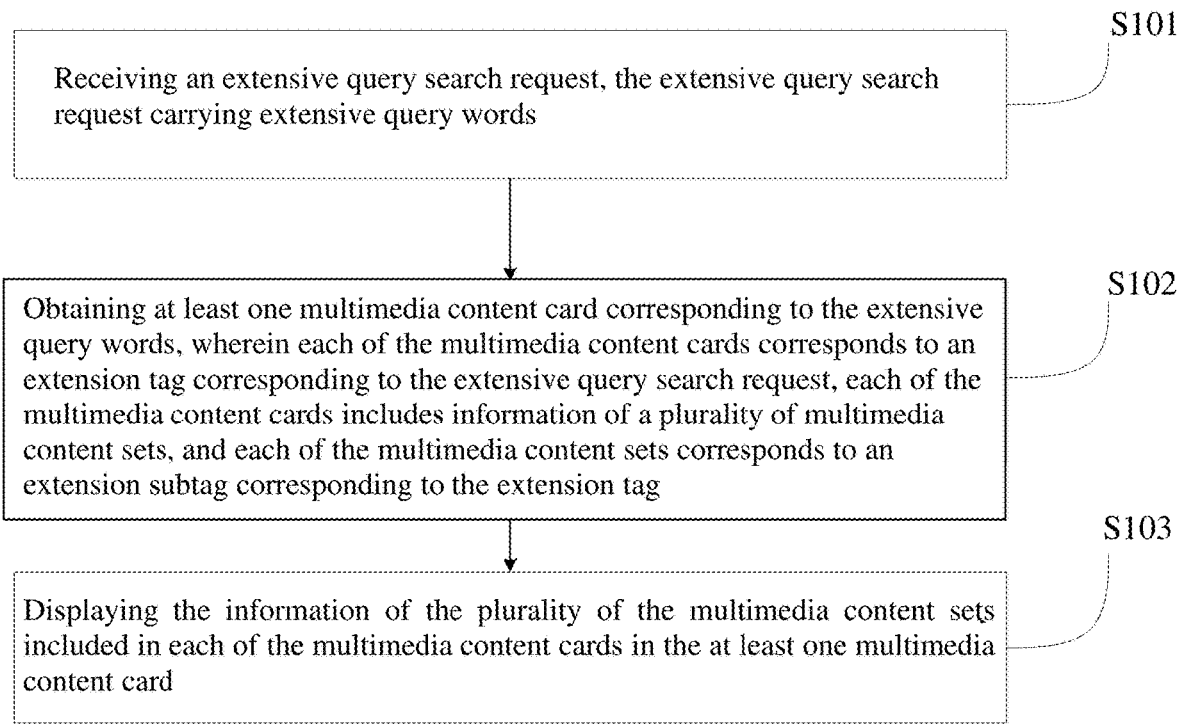 S101
Receiving an extensive query search request, the extensive query search
request carrying extensive query words
S102
Obtaining at least one multimedia content card corresponding to the extensive
query words, wherein each of the multimedia content cards corresponds to an
extension tag corresponding to the extensive query search request, each of the
multimedia content cards includes information of a plurality of multimedia
content sets, and each of the multimedia content sets corresponds to an
extension subtag corresponding to the extension tag
S103
Displaying the information of the plurality of the multimedia content sets
included in each of the multimedia content cards in the at least one multimedia
content card